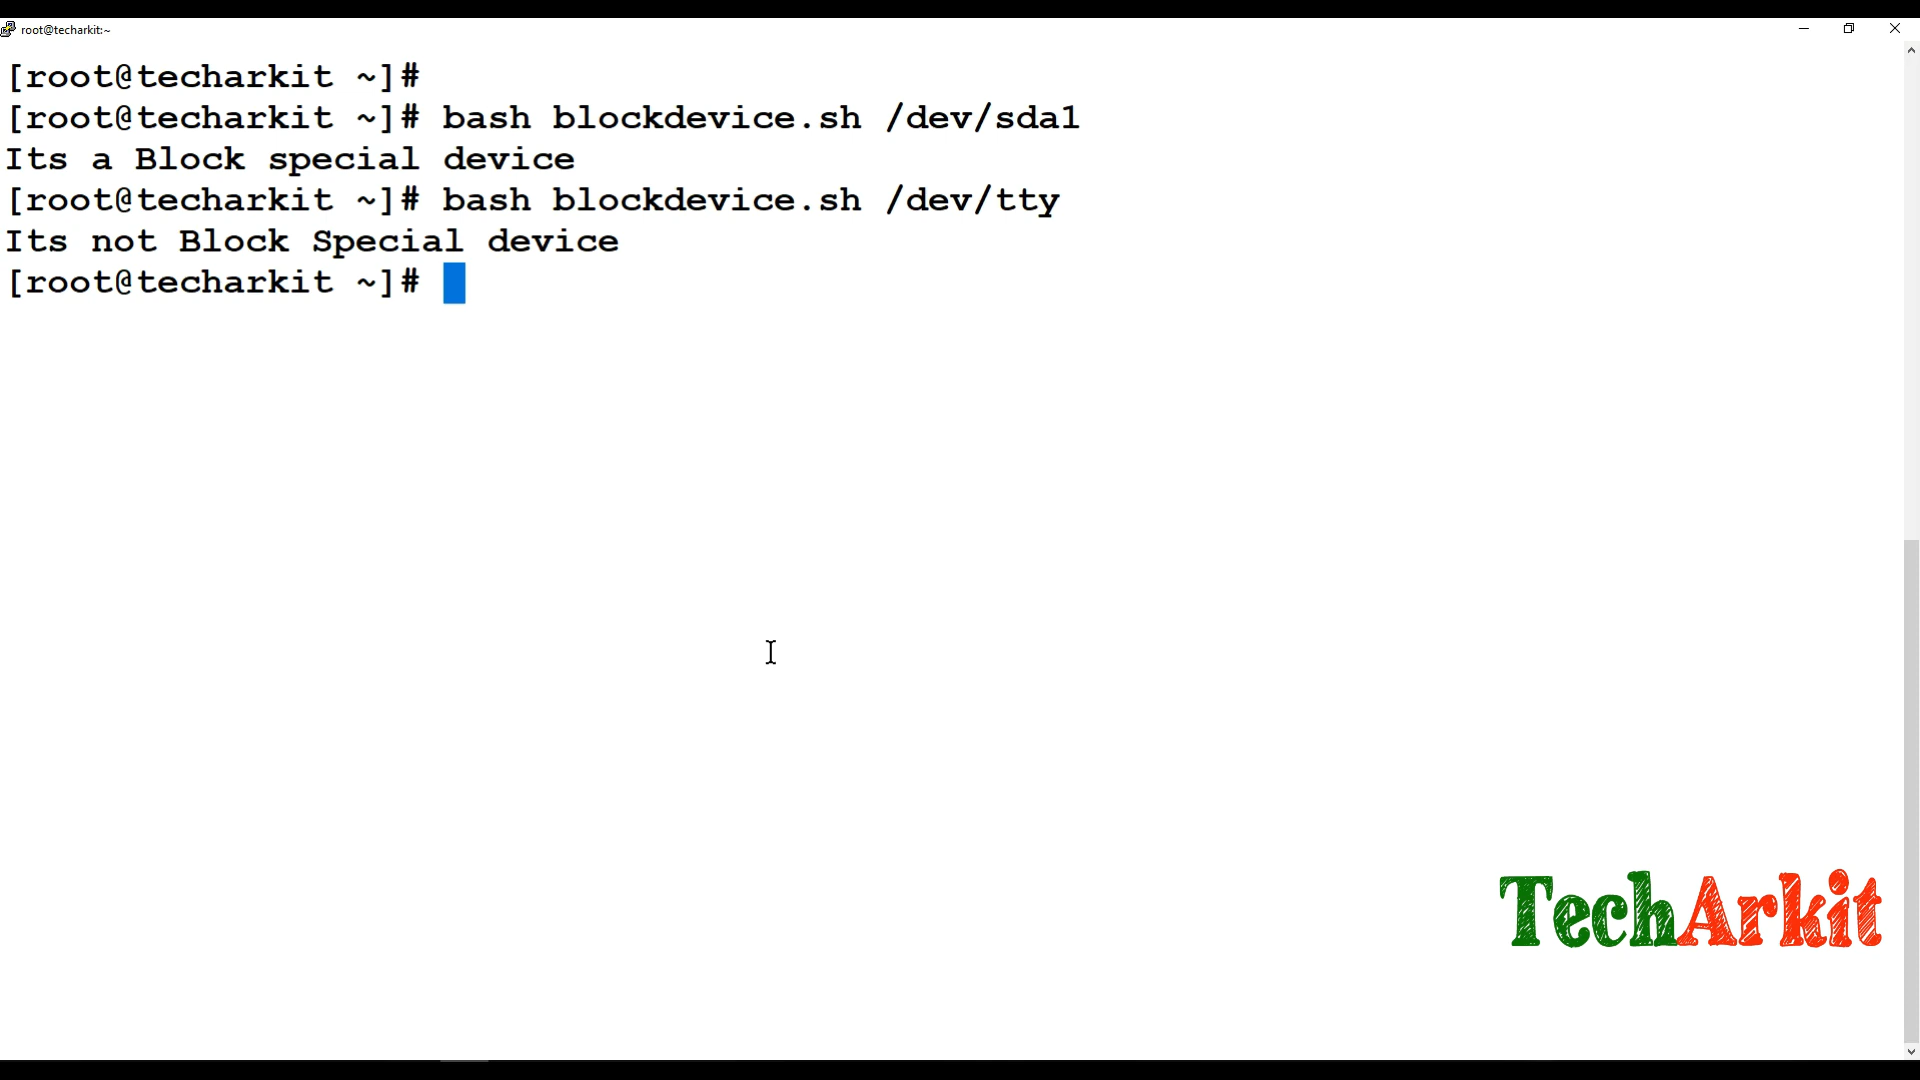 root@techarkit:~
[root@techarkit ~]#
[root@techarkit ~]# bash blockdevice.sh /dev/sda1
Its a Block special device
[root@techarkit ~]# bash blockdevice.sh /dev/tty
Its not Block Special device
[root@techarkit ~]#
TechArkit